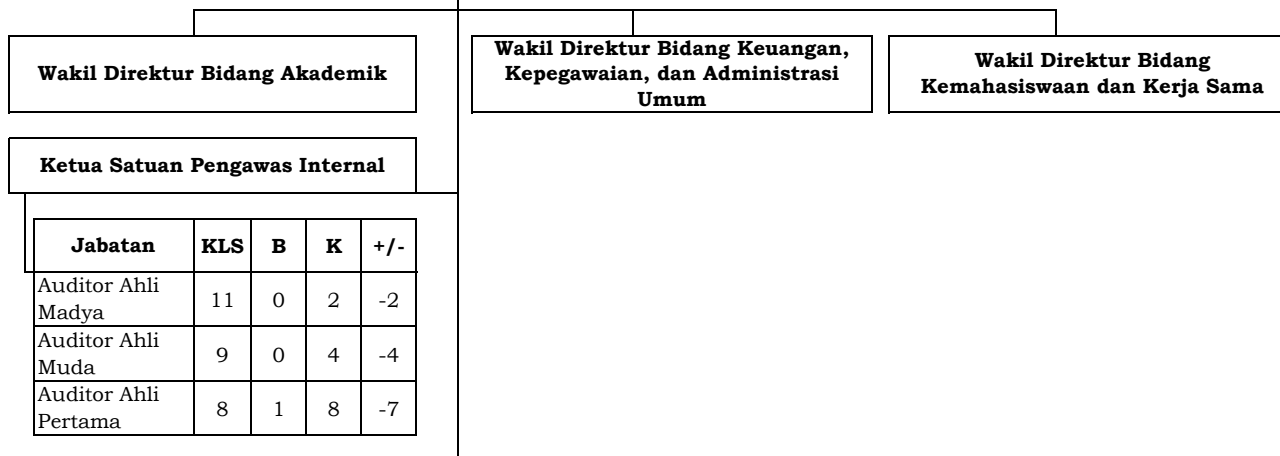 Wakil Direktur Bidang Akademik
Wakil Direktur Bidang Keuangan,
Kepegawaian, dan Administrasi
Umum
Wakil Direktur Bidang
Kemahasiswaan dan Kerja Sama
Ketua Satuan Pengawas Internal
Jabatan KLS B K +/-
Auditor Ahli
Madya 11 0 2 -2
Auditor Ahli
Muda 9 0 4 -4
Auditor Ahli
Pertama 8 1 8 -7